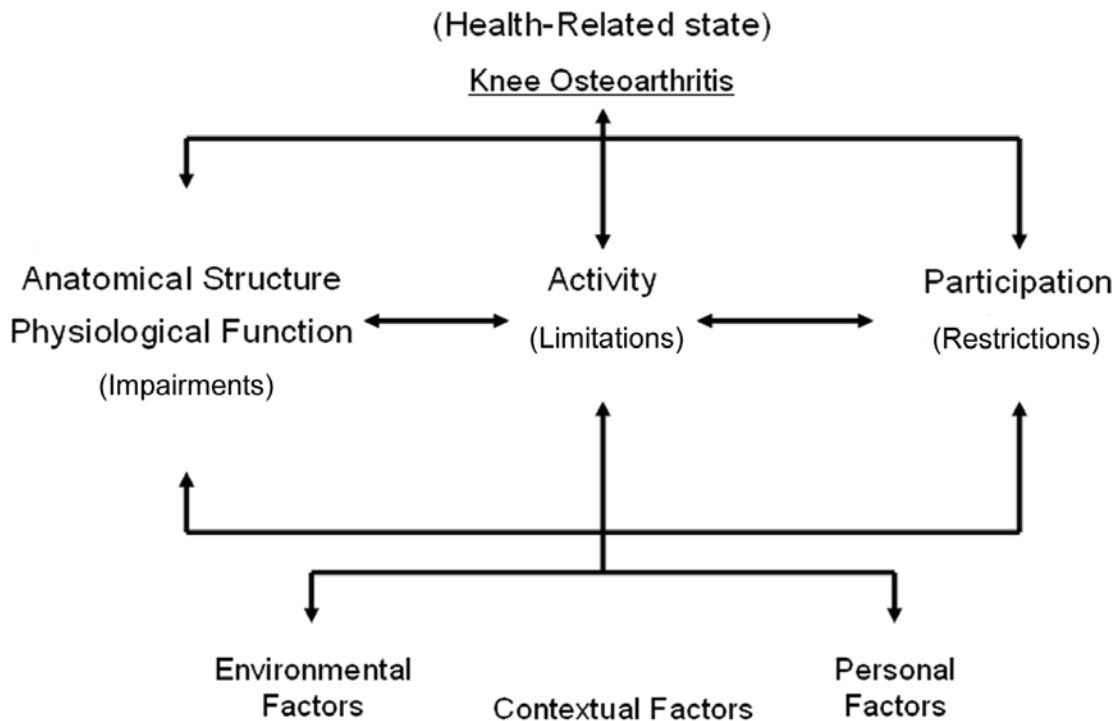 (Health-Related state)
Knee Osteoarthritis
Anatomical Structure
Physiological Function
(Impairments)
Activity
(Limitations)
Participation
(Restrictions)
Environmental
Factors
Contextual Factors
Personal
Factors